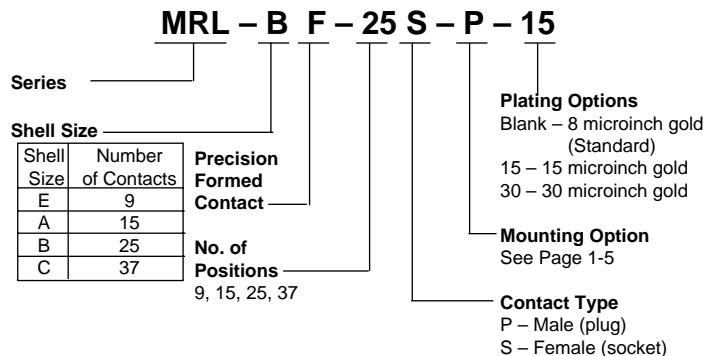 MRL – B F – 25 S – P – 15
Series
Shell Size
Shell Size | Number of Contacts
E | 9
A | 15
B | 25
C | 37
Precision
Formed
Contact
No. of
Positions
9, 15, 25, 37
Plating Options
Blank – 8 microinch gold
(Standard)
15 – 15 microinch gold
30 – 30 microinch gold
Mounting Option
See Page 1-5
Contact Type
P – Male (plug)
S – Female (socket)